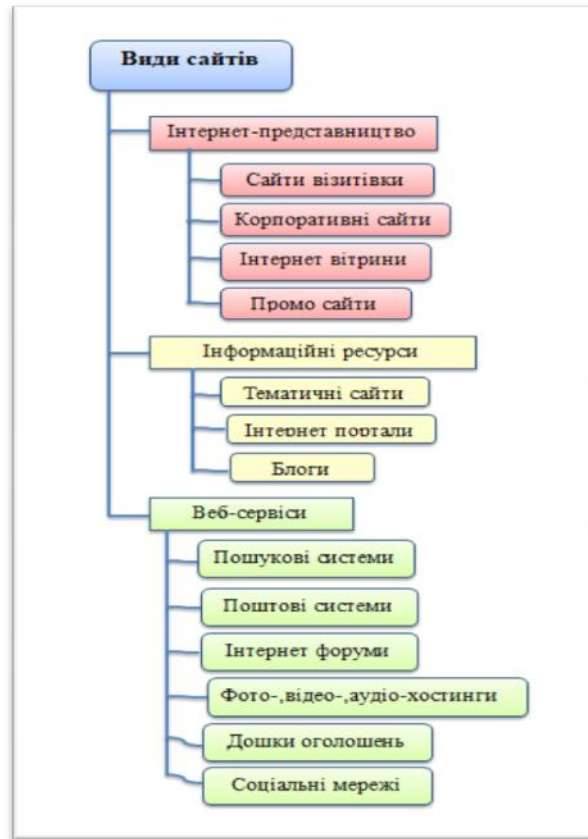 Види сайтів
Інтернет-представництво
Сайти візитівки
Корпоративні сайти
Інтернет вітрини
Промо сайти
Інформаційні ресурси
Тематичні сайти
Інтернет портали
Блоги
Веб-сервіси
Пошукові системи
Поштові системи
Інтернет форуми
Фото-,відео-,аудіо-хостинги
Дошки оголошень
Соціальні мережі